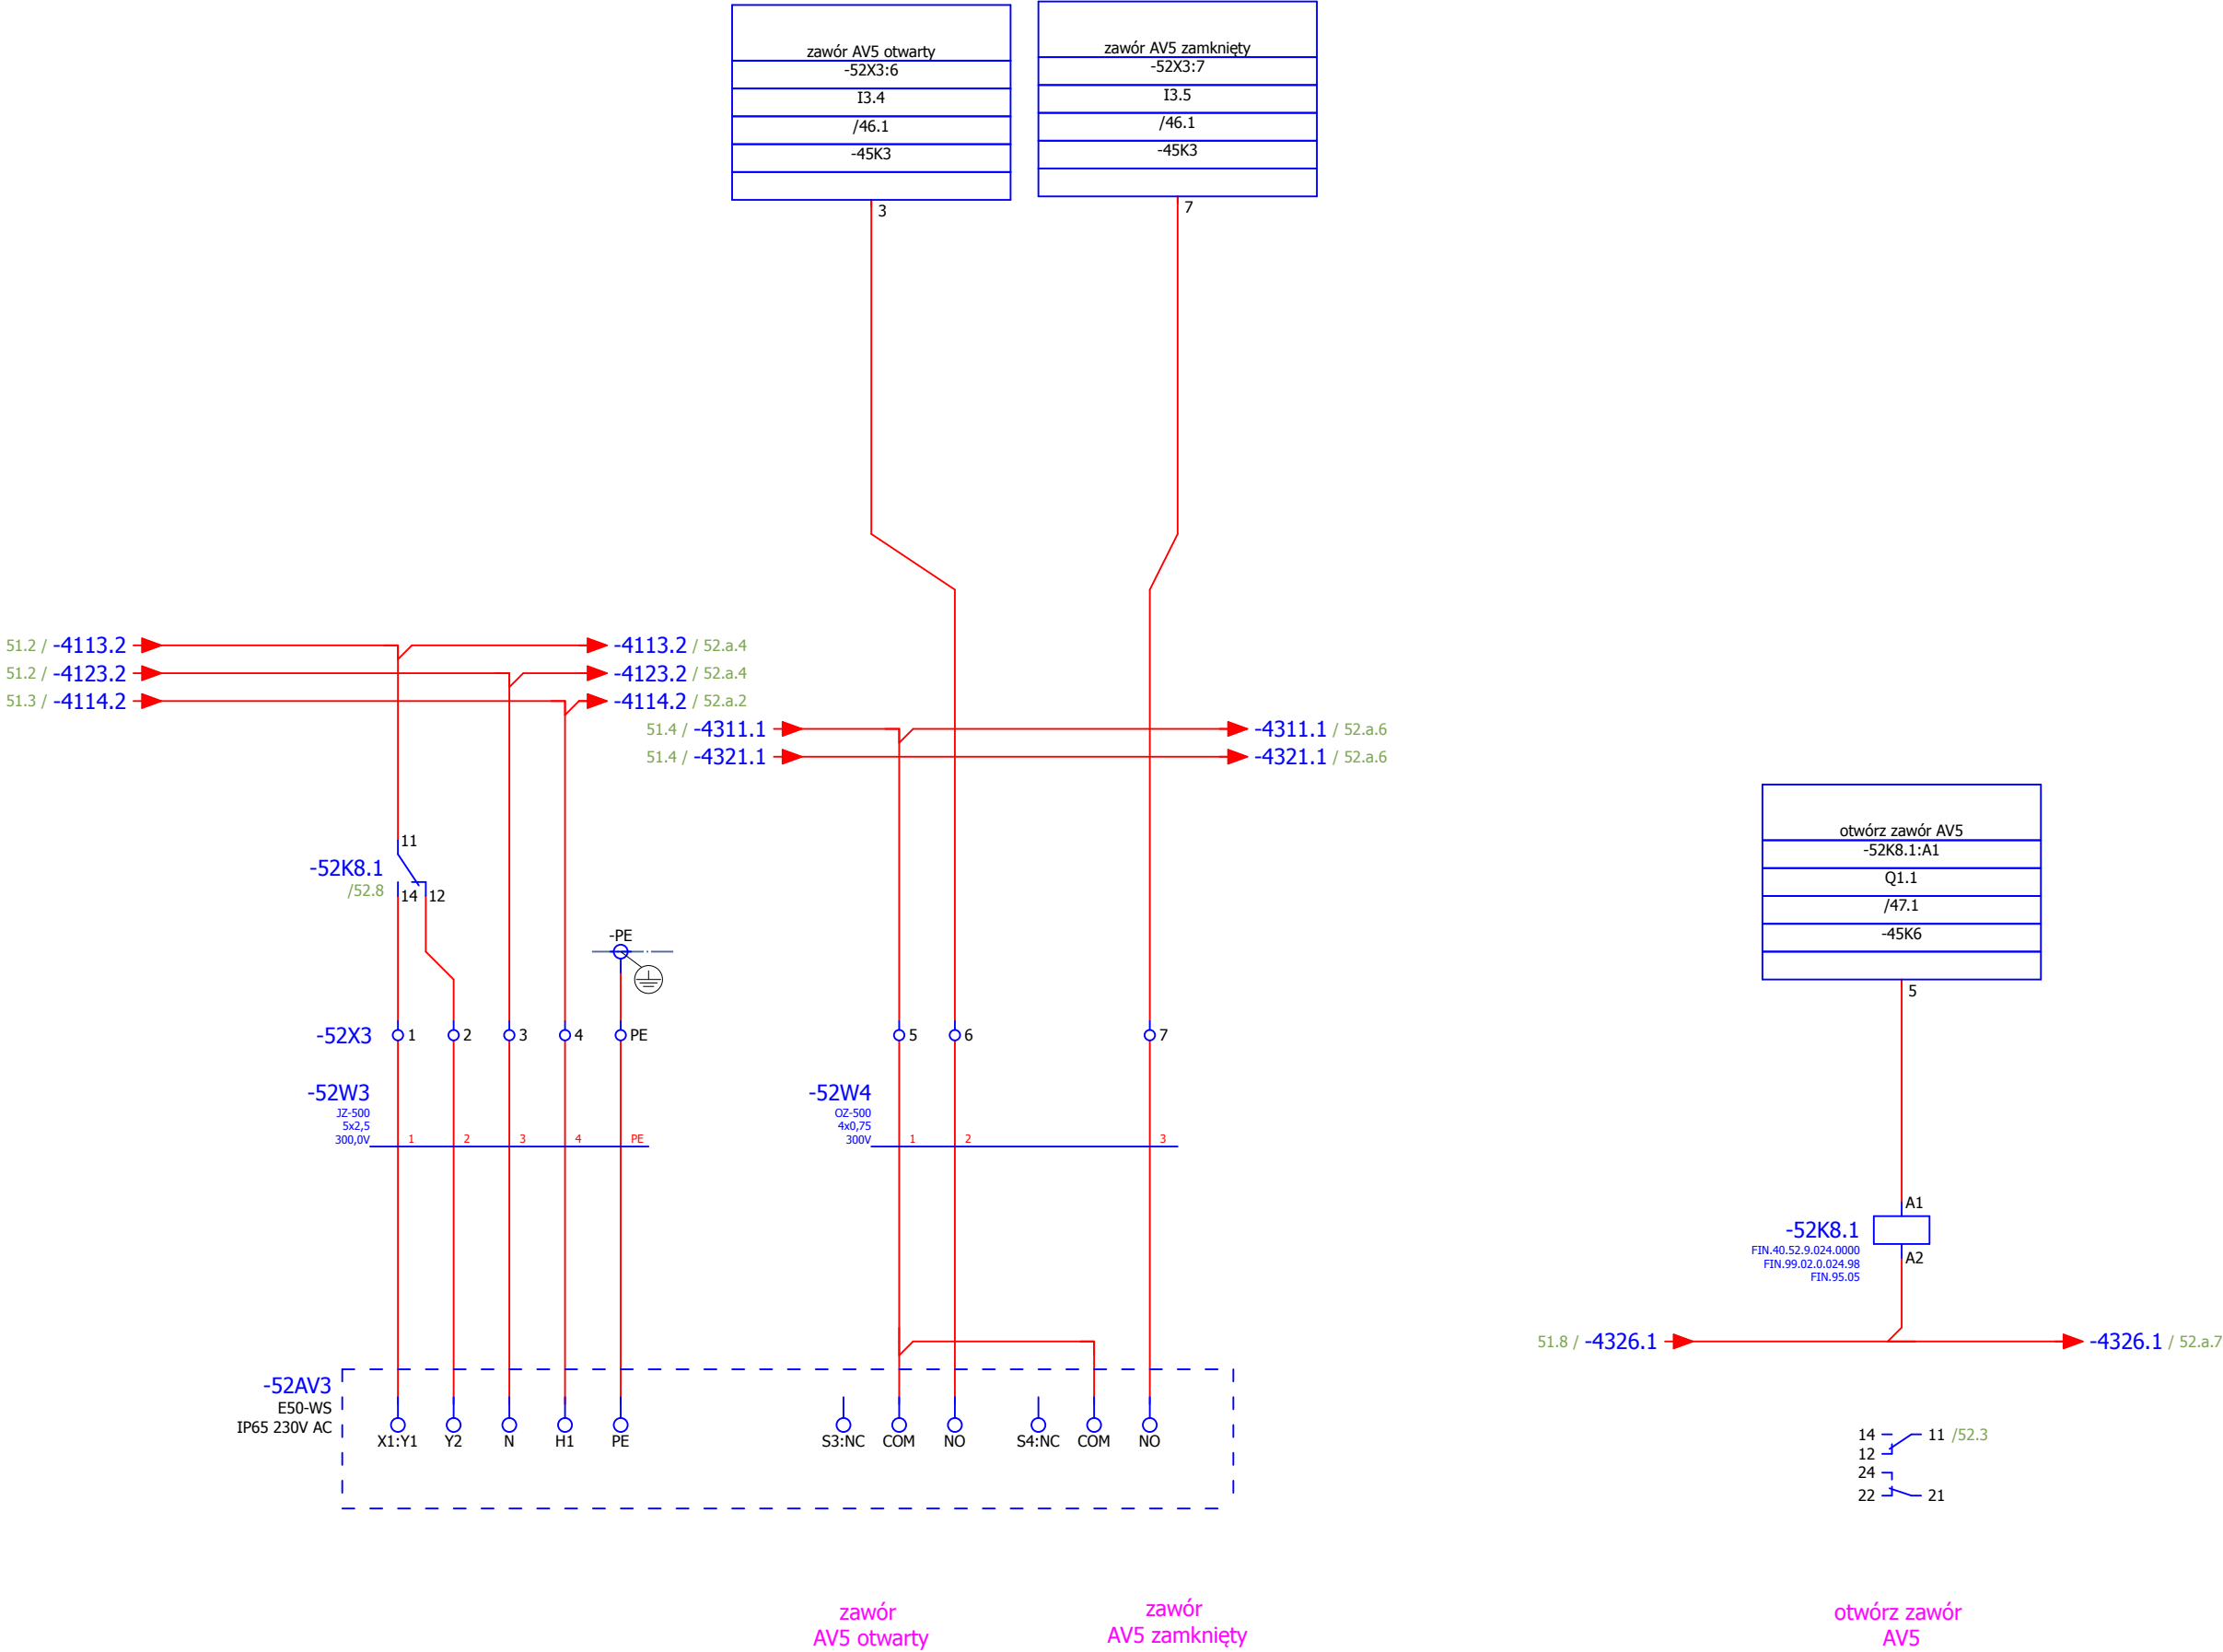 zawór AV5 otwarty
-52X3:6
I3.4
/46.1
-45K3
3
zawór AV5 zamknięty
-52X3:7
I3.5
/46.1
-45K3
7
51.2 / -4113.2
-4113.2 / 52.a.4
51.2 / -4123.2
-4123.2 / 52.a.4
51.3 / -4114.2
-4114.2 / 52.a.2
51.4 / -4311.1
-4311.1 / 52.a.6
51.4 / -4321.1
-4321.1 / 52.a.6
11
-52K8.1
/52.8
14 12
-PE
otwórz zawór AV5
-52K8.1:A1
Q1.1
/47.1
-45K6
5
-52X3 1 2 3 4 PE 5 6 7
-52W3
JZ-500
5x2,5
300,0V 1 2 3 4 PE
-52W4
OZ-500
4x0,75
300V 1 2 3
A1
-52K8.1
FIN.40.52.9.024.0000
FIN.99.02.0.024.98
FIN.95.05
A2
51.8 / -4326.1
-4326.1 / 52.a.7
-52AV3
E50-WS
IP65 230V AC
X1:Y1 Y2 N H1 PE S3:NC COM NO S4:NC COM NO
14 11 /52.3
12
24
22 21
zawór
AV5 otwarty
zawór
AV5 zamknięty
otwórz zawór
AV5